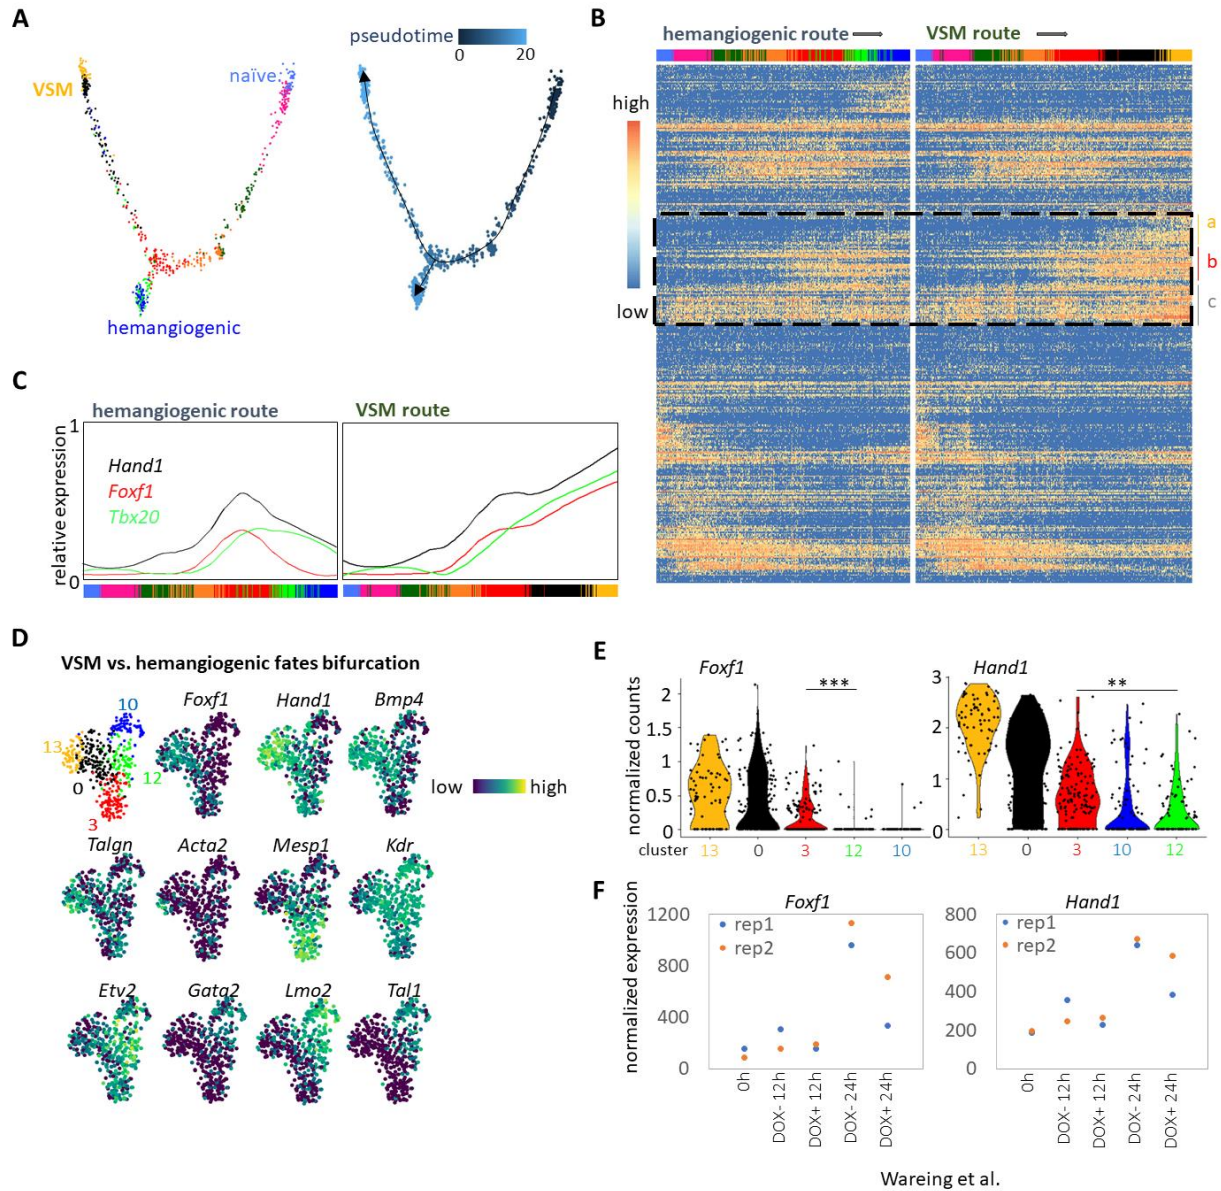 A
VSM
naïve
hemangiogenic
pseudotime
0 20
B
hemangiogenic route
VSM route
high
low
a
b
c
C
hemangiogenic route
VSM route
relative expression
1
0
Hand1
Foxf1
Tbx20
D
VSM vs. hemangiogenic fates bifurcation
10
13
0
12
3
Foxf1
Hand1
Bmp4
low high
Talgn
Acta2
Mesp1
Kdr
Etv2
Gata2
Lmo2
Tal1
E
Foxf1
normalized counts
2
1.5
1
0.5
0
***
cluster 13 0 3 12 10
Hand1
3
2
1
0
**
13 0 3 10 12
F
Foxf1
normalized expression
1200
800
400
0
rep1
rep2
0h
DOX- 12h
DOX+ 12h
DOX- 24h
DOX+ 24h
Hand1
800
600
400
200
0
rep1
rep2
0h
DOX- 12h
DOX+ 12h
DOX- 24h
DOX+ 24h
Wareing et al.